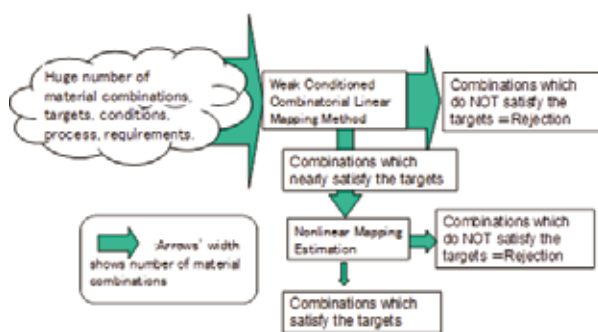 Huge number of
material combinations,
targets, conditions,
process, requirements.
Weak Conditioned
Combinatorial Linear
Mapping Method
Combinations which
do NOT satisfy the
targets =Rejection
Combinations which
nearly satisfy the targets
Nonlinear Mapping
Estimation
Combinations which
do NOT satisfy the
targets =Rejection
:Arrows' width
shows number of material
combinations
Combinations which
satisfy the targets